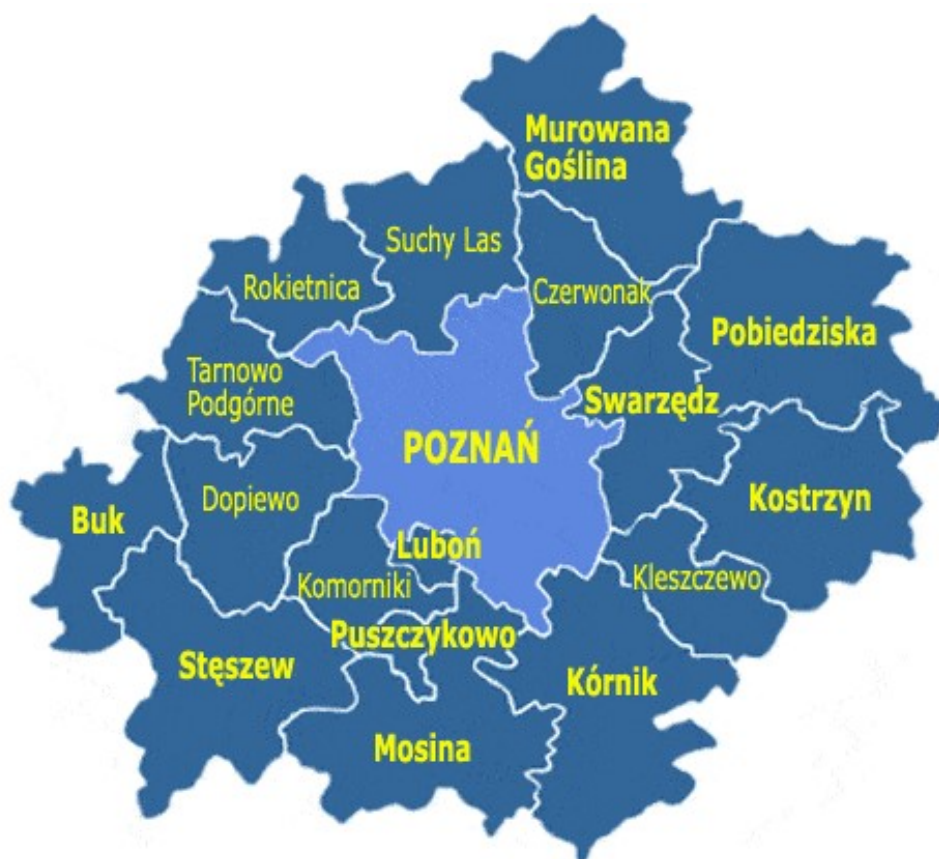 Murowana
Goślina
Suchy Las
Rokietnica
Czerwonak
Pobiedziska
Tarnowo
Podgórne
Swarzędz
POZNAŃ
Kostrzyn
Dopiewo
Buk
Luboń
Komorniki
Kleszczewo
Puszczykowo
Stęszew
Kórnik
Mosina